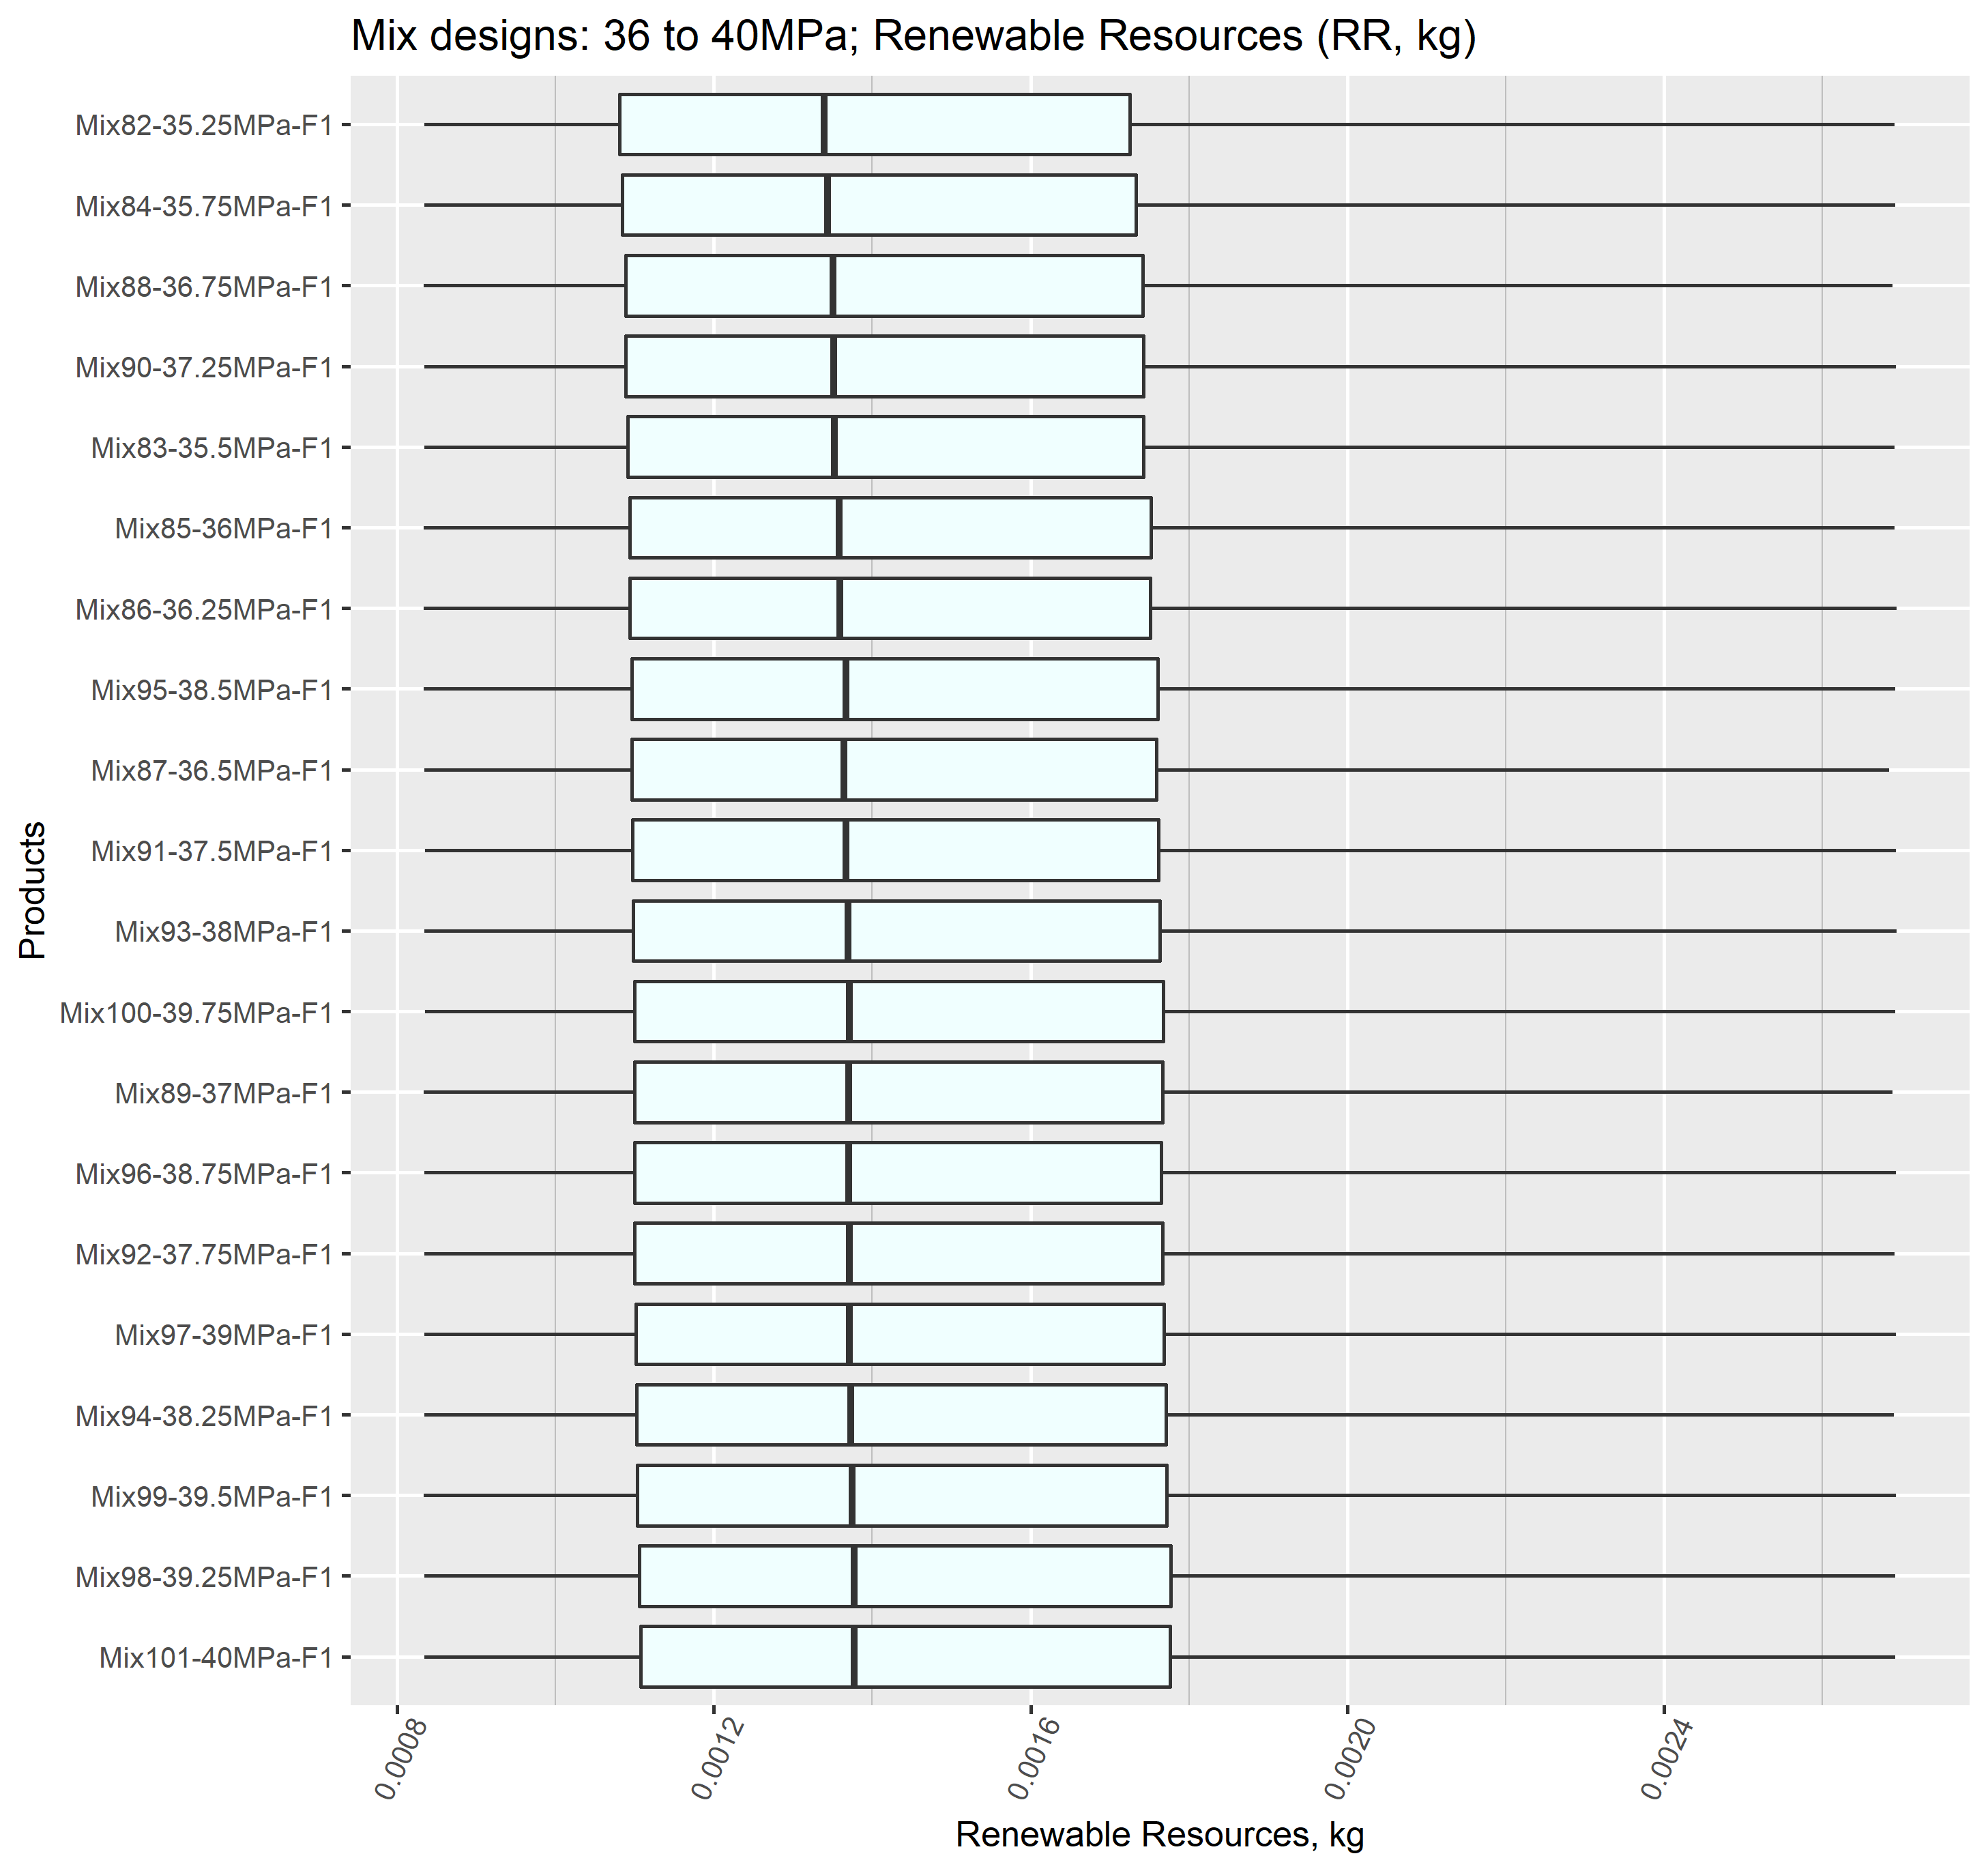 Mix designs: 36 to 40MPa; Renewable Resources (RR, kg)
Products
Mix82-35.25MPa-F1
Mix84-35.75MPa-F1
Mix88-36.75MPa-F1
Mix90-37.25MPa-F1
Mix83-35.5MPa-F1
Mix85-36MPa-F1
Mix86-36.25MPa-F1
Mix95-38.5MPa-F1
Mix87-36.5MPa-F1
Mix91-37.5MPa-F1
Mix93-38MPa-F1
Mix100-39.75MPa-F1
Mix89-37MPa-F1
Mix96-38.75MPa-F1
Mix92-37.75MPa-F1
Mix97-39MPa-F1
Mix94-38.25MPa-F1
Mix99-39.5MPa-F1
Mix98-39.25MPa-F1
Mix101-40MPa-F1
0.0008
0.0012
0.0016
0.0020
0.0024
Renewable Resources, kg